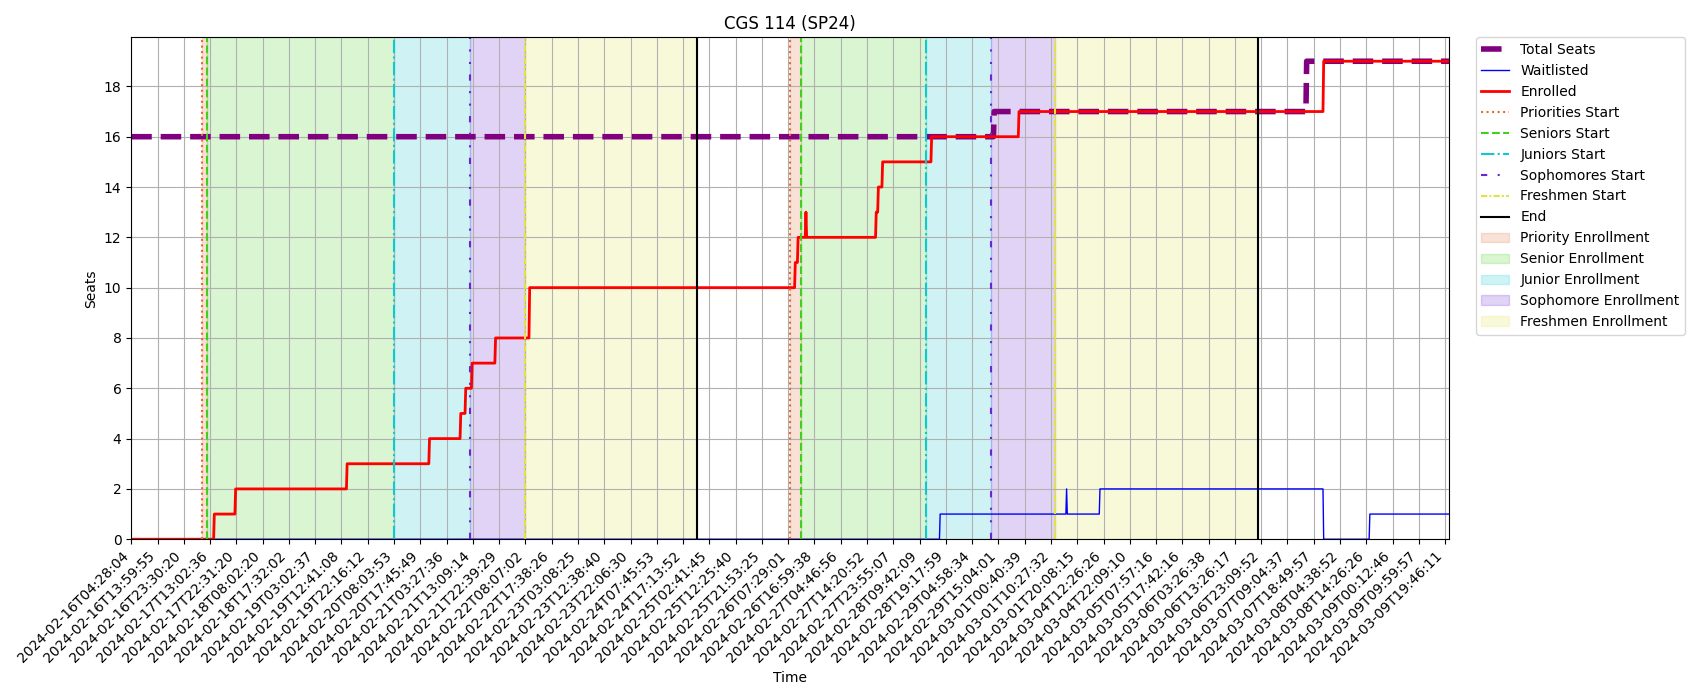 CGS 114 (SP24)
Seats
18
16
14
12
10
8
6
4
2
0
2024-02-16T04:28:04
2024-02-16T13:59:55
2024-02-16T23:30:20
2024-02-17T13:02:36
2024-02-17T22:31:20
2024-02-18T08:02:20
2024-02-18T17:32:02
2024-02-19T03:02:37
2024-02-19T12:41:08
2024-02-19T22:16:12
2024-02-20T08:03:53
2024-02-20T17:45:49
2024-02-21T03:27:36
2024-02-21T13:09:14
2024-02-21T22:39:29
2024-02-22T08:07:02
2024-02-22T17:38:26
2024-02-23T03:08:25
2024-02-23T12:38:40
2024-02-23T22:06:30
2024-02-24T07:45:53
2024-02-24T17:13:52
2024-02-25T02:41:45
2024-02-25T12:25:40
2024-02-25T21:53:25
2024-02-26T07:29:01
2024-02-26T16:59:38
2024-02-27T04:46:56
2024-02-27T14:20:52
2024-02-27T23:55:07
2024-02-28T09:42:09
2024-02-28T19:17:59
2024-02-29T04:58:34
2024-02-29T15:04:01
2024-03-01T00:40:39
2024-03-01T10:27:32
2024-03-01T20:08:15
2024-03-04T12:26:26
2024-03-04T22:09:10
2024-03-05T07:57:16
2024-03-05T17:42:16
2024-03-06T03:26:38
2024-03-06T13:26:17
2024-03-06T23:09:52
2024-03-07T09:04:37
2024-03-07T18:49:57
2024-03-08T04:38:52
2024-03-08T14:26:26
2024-03-09T00:12:46
2024-03-09T09:59:57
2024-03-09T19:46:11
Time
Total Seats
Waitlisted
Enrolled
Priorities Start
Seniors Start
Juniors Start
Sophomores Start
Freshmen Start
End
Priority Enrollment
Senior Enrollment
Junior Enrollment
Sophomore Enrollment
Freshmen Enrollment